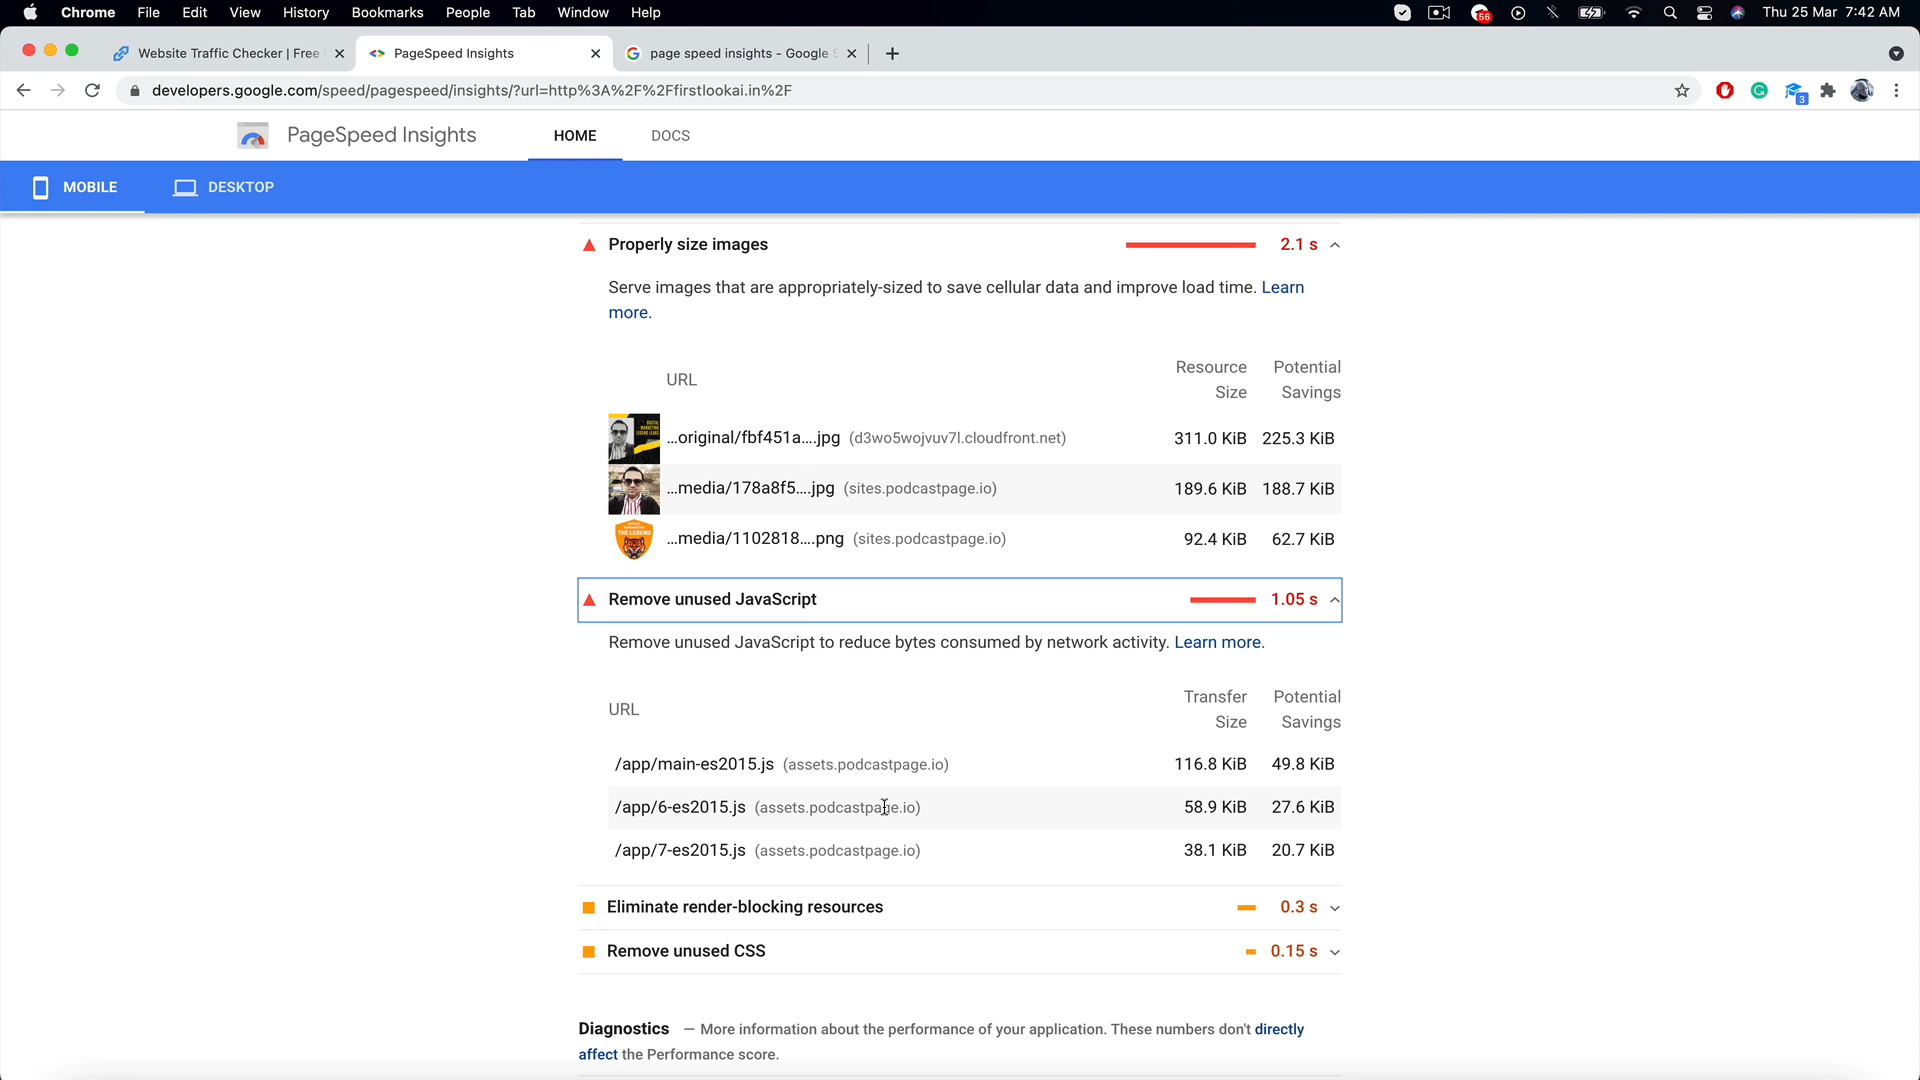 Chrome File Edit View History Bookmarks People Tab Window Help 56 Thu 25 Mar 7:42 AM
Website Traffic Checker | Free PageSpeed Insights page speed insights - Google S
developers.google.com/speed/pagespeed/insights/?url=http%3A%2F%2Ffirstlookai.in%2F 3
PageSpeed Insights HOME DOCS
MOBILE DESKTOP
Properly size images 2.1 s
Serve images that are appropriately-sized to save cellular data and improve load time. Learn
more.
URL Resource Size Potential Savings
...original/fbf451a....jpg (d3wo5wojvuv7l.cloudfront.net) 311.0 KiB 225.3 KiB
...media/178a8f5....jpg (sites.podcastpage.io) 189.6 KiB 188.7 KiB
THE LEGEND
...media/1102818....png (sites.podcastpage.io) 92.4 KiB 62.7 KiB
Remove unused JavaScript 1.05 s
Remove unused JavaScript to reduce bytes consumed by network activity. Learn more.
URL Transfer Size Potential Savings
/app/main-es2015.js (assets.podcastpage.io) 116.8 KiB 49.8 KiB
/app/6-es2015.js (assets.podcastpage.io) 58.9 KiB 27.6 KiB
/app/7-es2015.js (assets.podcastpage.io) 38.1 KiB 20.7 KiB
Eliminate render-blocking resources 0.3 s
Remove unused CSS 0.15 s
Diagnostics — More information about the performance of your application. These numbers don't directly
affect the Performance score.